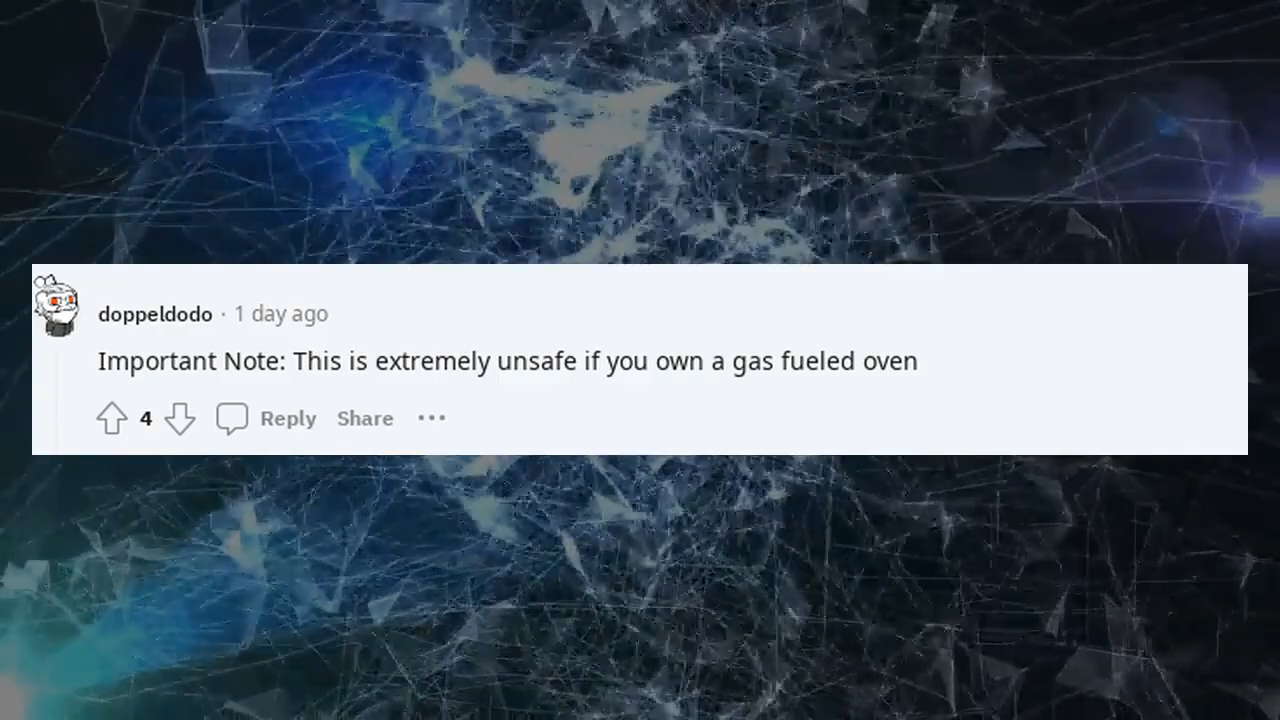 doppeldodo · 1 day ago
Important Note: This is extremely unsafe if you own a gas fueled oven
4 Reply Share ···